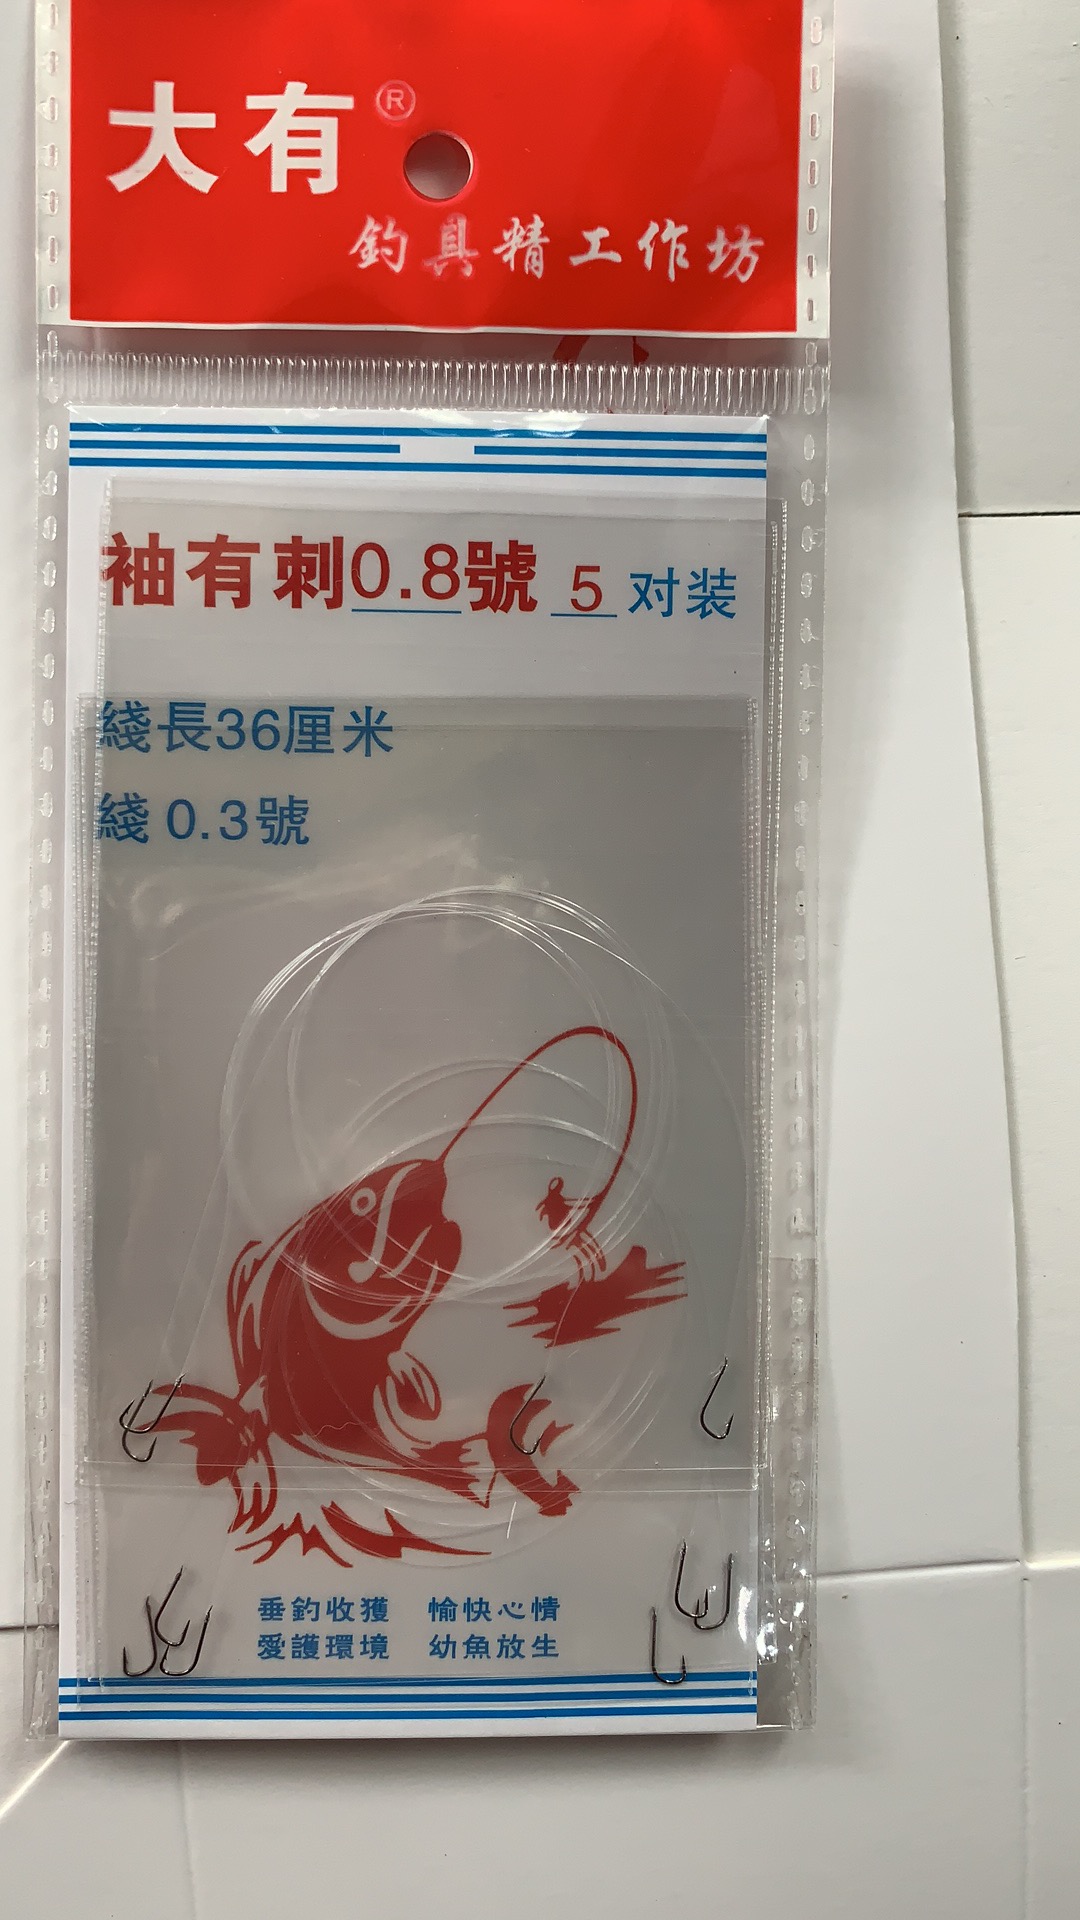 大有®
釣具精工作坊
袖有刺0.8號 5 对装
綫長36厘米
綫 0.3號
垂釣收獲 愉快心情
愛護環境 幼魚放生